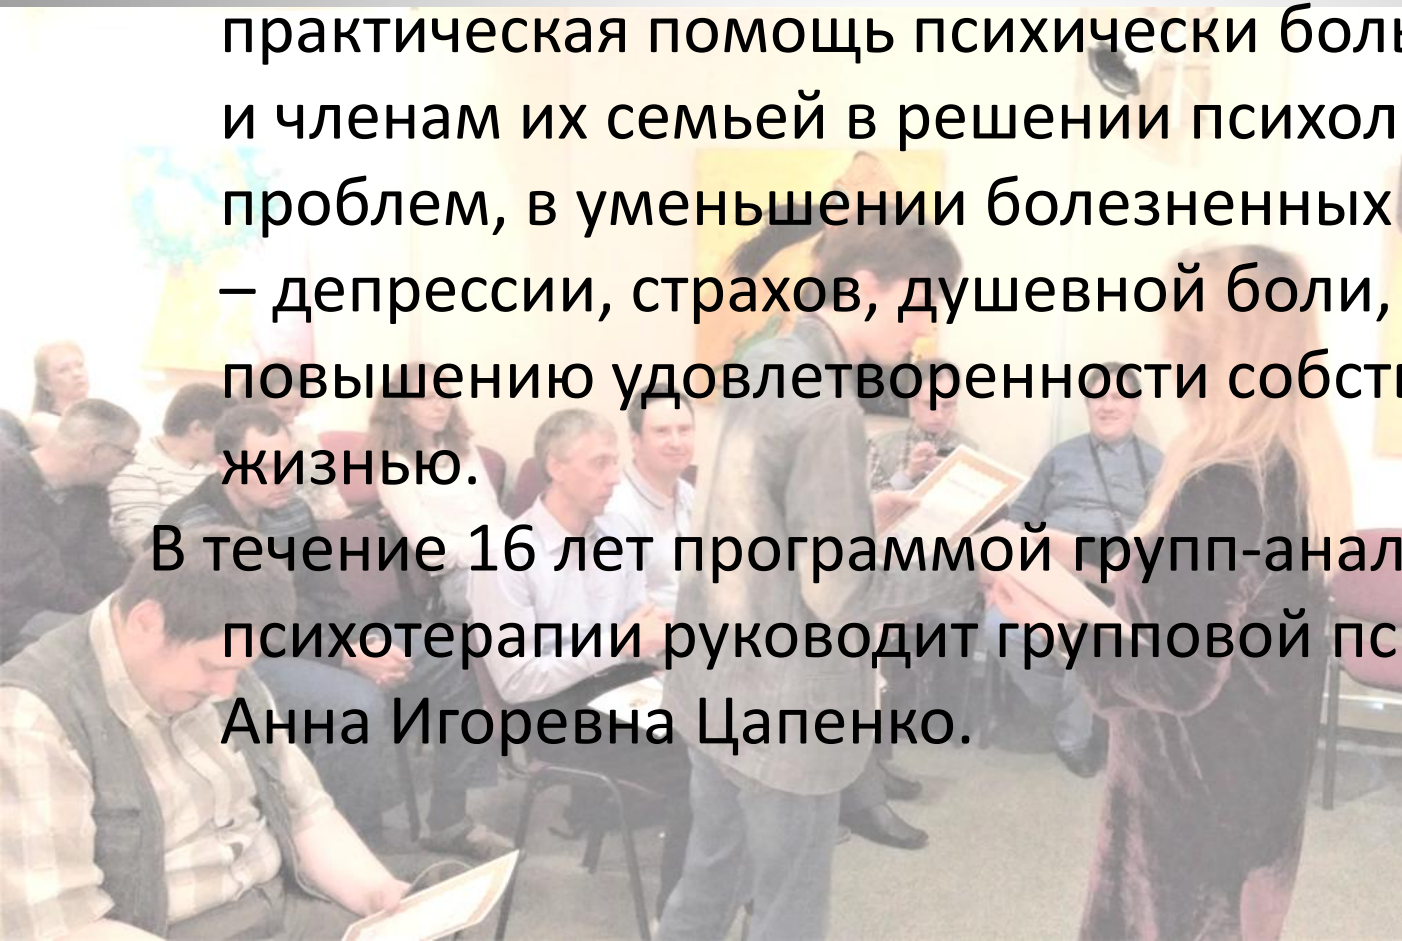 практическая помощь психически боль
и членам их семьей в решении психол
проблем, в уменьшении болезненных
– депрессии, страхов, душевной боли,
повышению удовлетворенности собст
жизнью.
В течение 16 лет программой групп-анал
психотерапии руководит групповой пс
Анна Игоревна Цапенко.